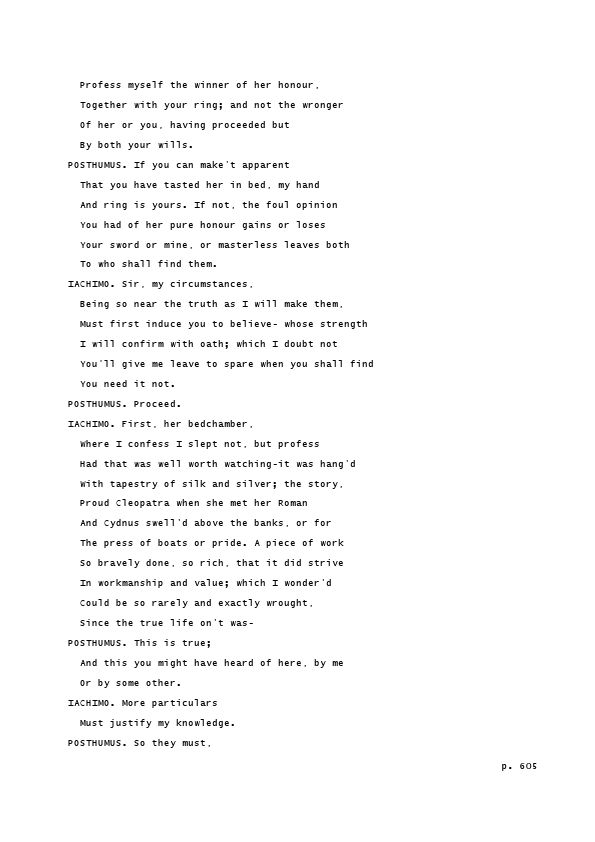 Profess myself the winner of her honour,
Together with your ring; and not the wronger
Of her or you, having proceeded but
By both your wills.
POSTHUMUS. If you can make't apparent
That you have tasted her in bed, my hand
And ring is yours. If not, the foul opinion
You had of her pure honour gains or loses
Your sword or mine, or masterless leaves both
To who shall find them.
IACHIMO. Sir, my circumstances,
Being so near the truth as I will make them,
Must first induce you to believe- whose strength
I will confirm with oath; which I doubt not
You'll give me leave to spare when you shall find
You need it not.
POSTHUMUS. Proceed.
IACHIMO. First, her bedchamber,
Where I confess I slept not, but profess
Had that was well worth watching-it was hang'd
With tapestry of silk and silver; the story,
Proud Cleopatra when she met her Roman
And Cydnus swell'd above the banks, or for
The press of boats or pride. A piece of work
So bravely done, so rich, that it did strive
In workmanship and value; which I wonder'd
Could be so rarely and exactly wrought,
Since the true life on't was-
POSTHUMUS. This is true;
And this you might have heard of here, by me
Or by some other.
IACHIMO. More particulars
Must justify my knowledge.
POSTHUMUS. So they must,
p. 605